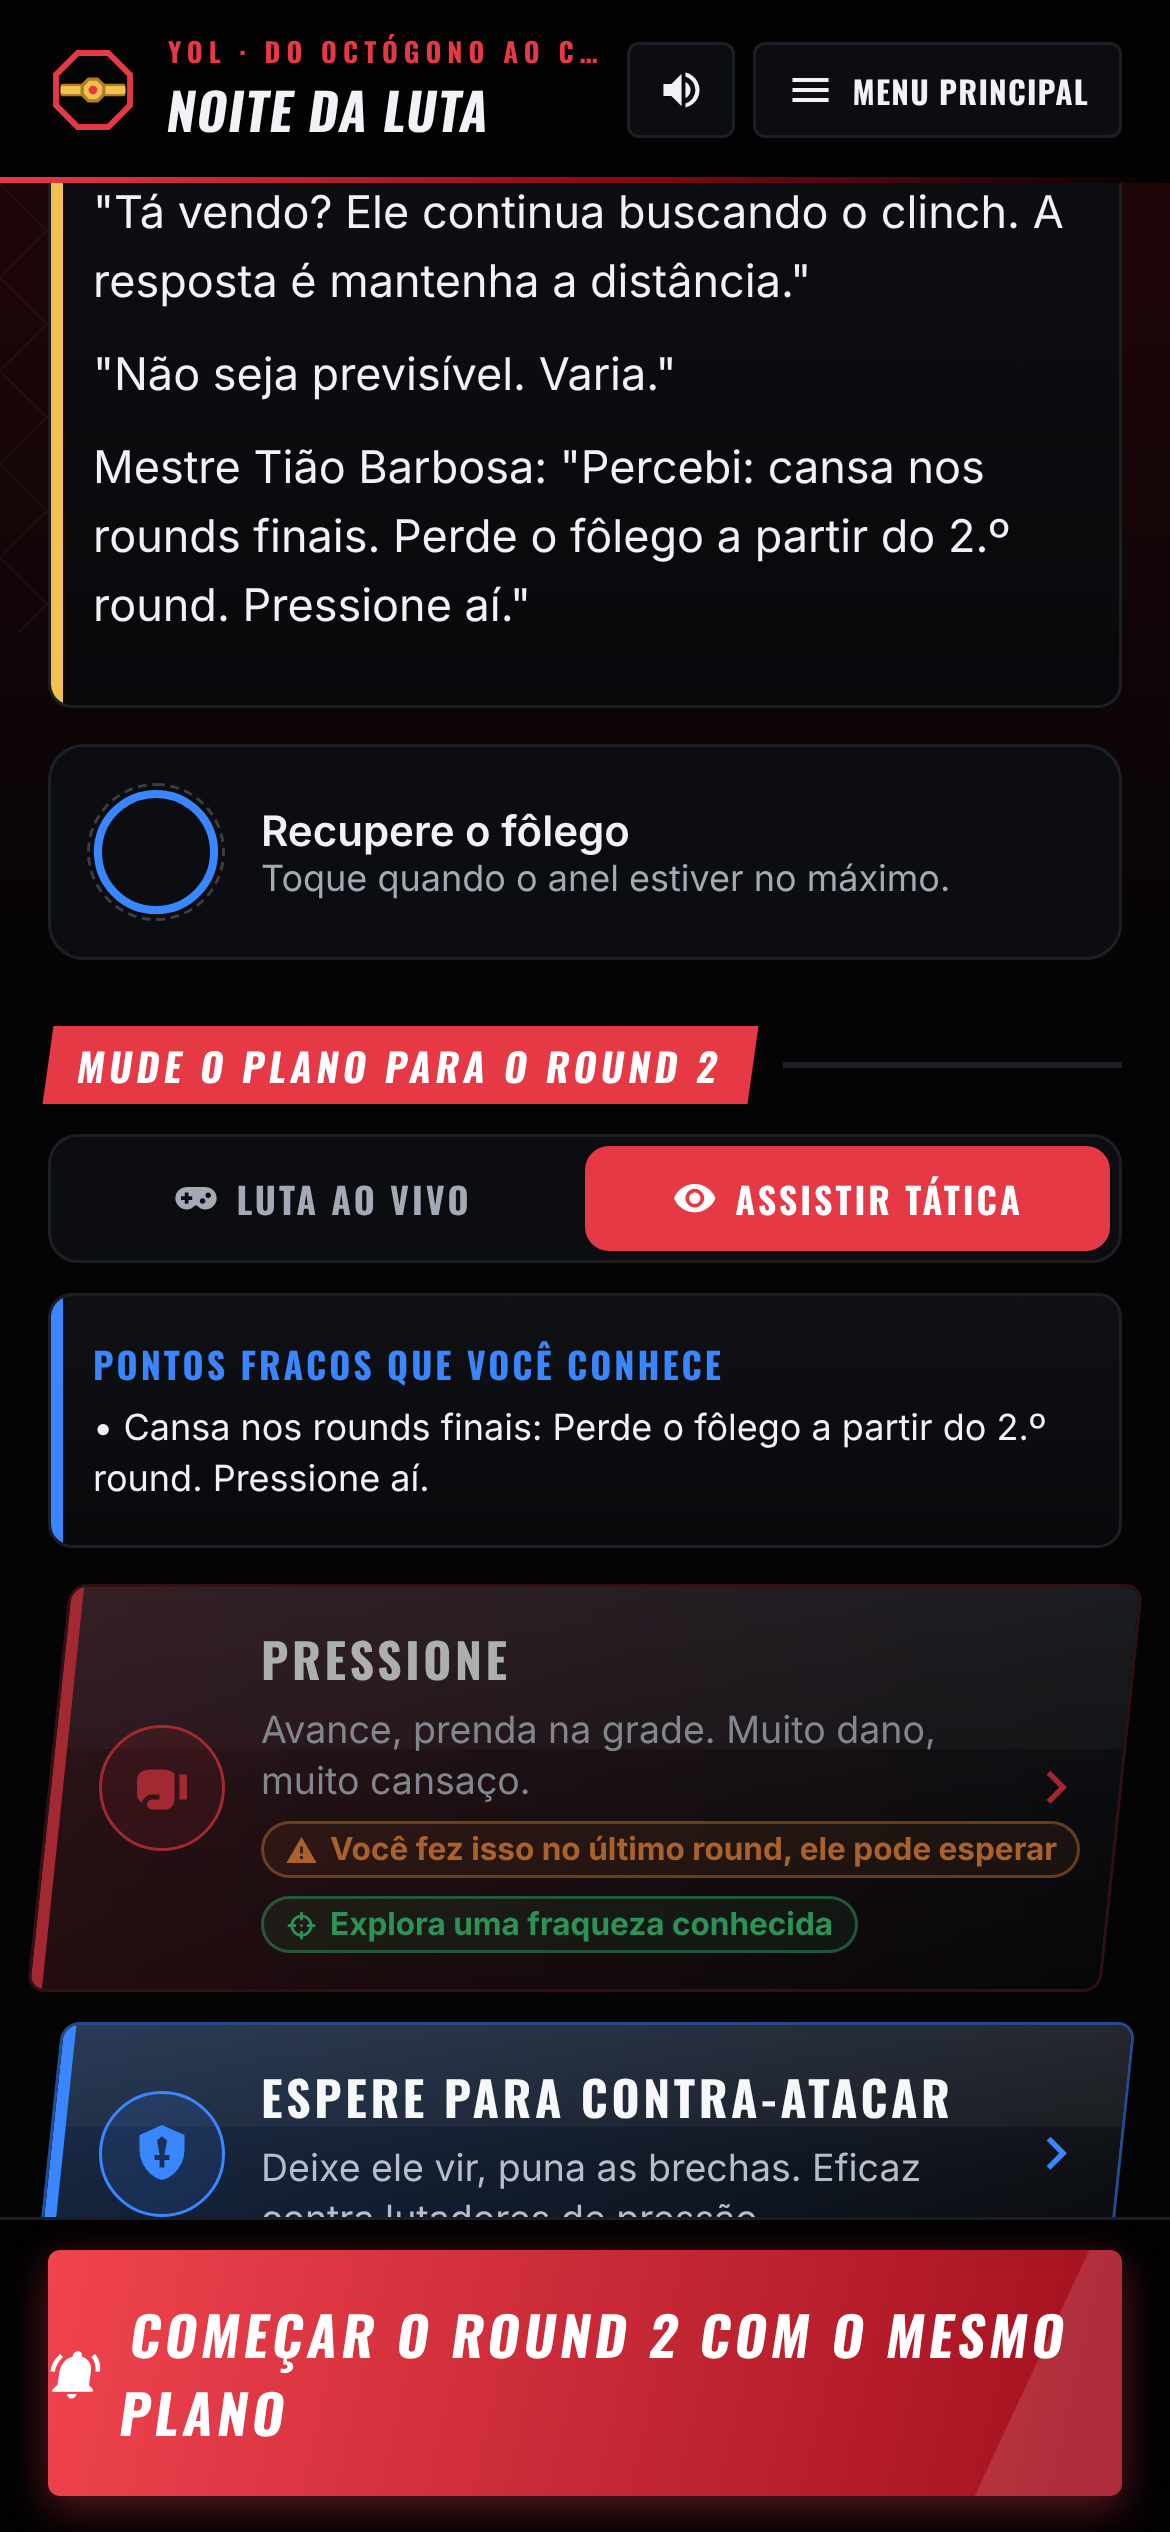 YOL · DO OCTÓGONO AO C…
NOITE DA LUTA
MENU PRINCIPAL
"Tá vendo? Ele continua buscando o clinch. A
resposta é mantenha a distância."
"Não seja previsível. Varia."
Mestre Tião Barbosa: "Percebi: cansa nos
rounds finais. Perde o fôlego a partir do 2.º
round. Pressione aí."
Recupere o fôlego
Toque quando o anel estiver no máximo.
MUDE O PLANO PARA O ROUND 2
LUTA AO VIVO
ASSISTIR TÁTICA
PONTOS FRACOS QUE VOCÊ CONHECE
• Cansa nos rounds finais: Perde o fôlego a partir do 2.º
round. Pressione aí.
PRESSIONE
Avance, prenda na grade. Muito dano,
muito cansaço.
Você fez isso no último round, ele pode esperar
Explora uma fraqueza conhecida
ESPERE PARA CONTRA-ATACAR
Deixe ele vir, puna as brechas. Eficaz
contra lutadores de pressão
COMEÇAR O ROUND 2 COM O MESMO
PLANO